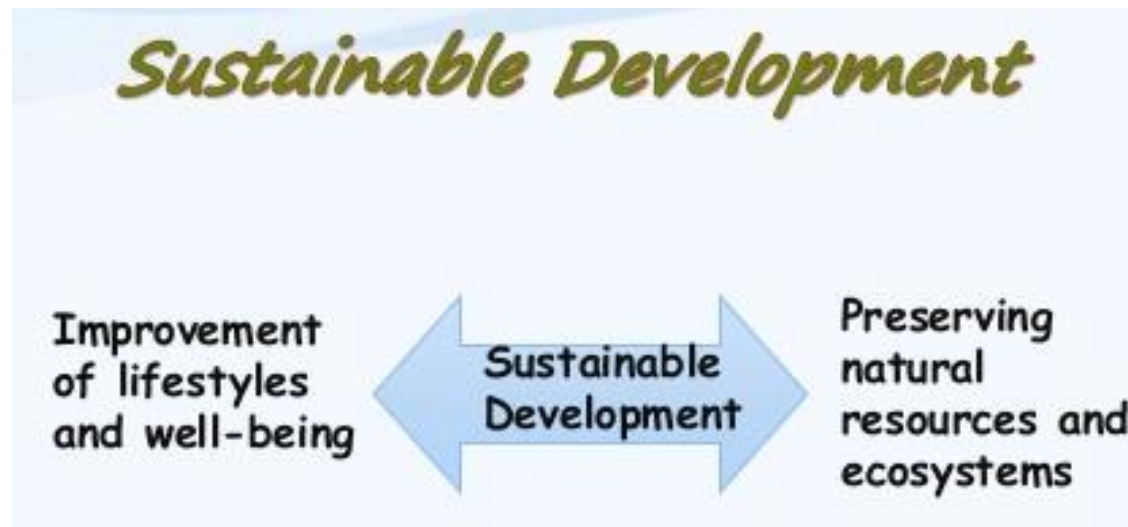 Sustainable Development
Improvement
of lifestyles
and well-being
Sustainable
Development
Preserving
natural
resources and
ecosystems